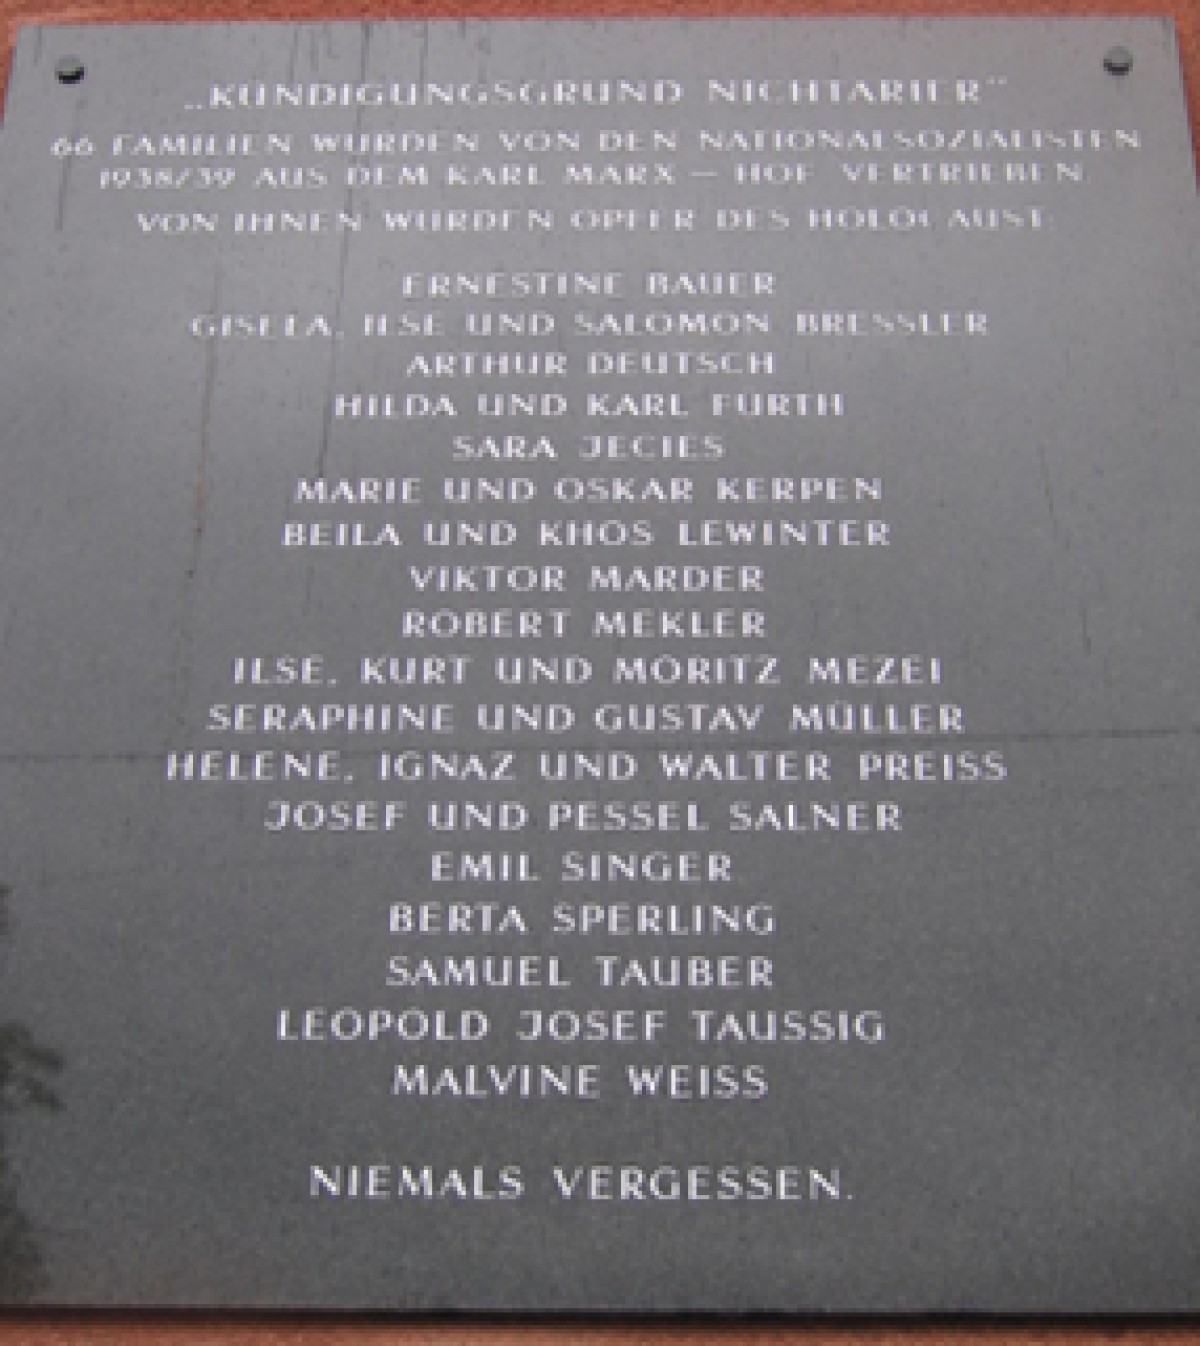 „KÜNDIGUNGSGRUND NICHTARIER“
66 FAMILIEN WURDEN VON DEN NATIONALSOZIALISTEN
1938/39 AUS DEM KARL MARX – HOF VERTRIEBEN.
VON IHNEN WURDEN OPFER DES HOLOCAUST:
ERNESTINE BAUER
GISELA, ILSE UND SALOMON BRESSLER
ARTHUR DEUTSCH
HILDA UND KARL FÜRTH
SARA JECIES
MARIE UND OSKAR KERPEN
BEILA UND KHOS LEWINTER
VIKTOR MARDER
ROBERT MEKLER
ILSE, KURT UND MORITZ MEZEI
SERAPHINE UND GUSTAV MÜLLER
HELENE, IGNAZ UND WALTER PREISS
JOSEF UND PESSEL SALNER
EMIL SINGER
BERTA SPERLING
SAMUEL TAUBER
LEOPOLD JOSEF TAUSSIG
MALVINE WEISS
NIEMALS VERGESSEN.